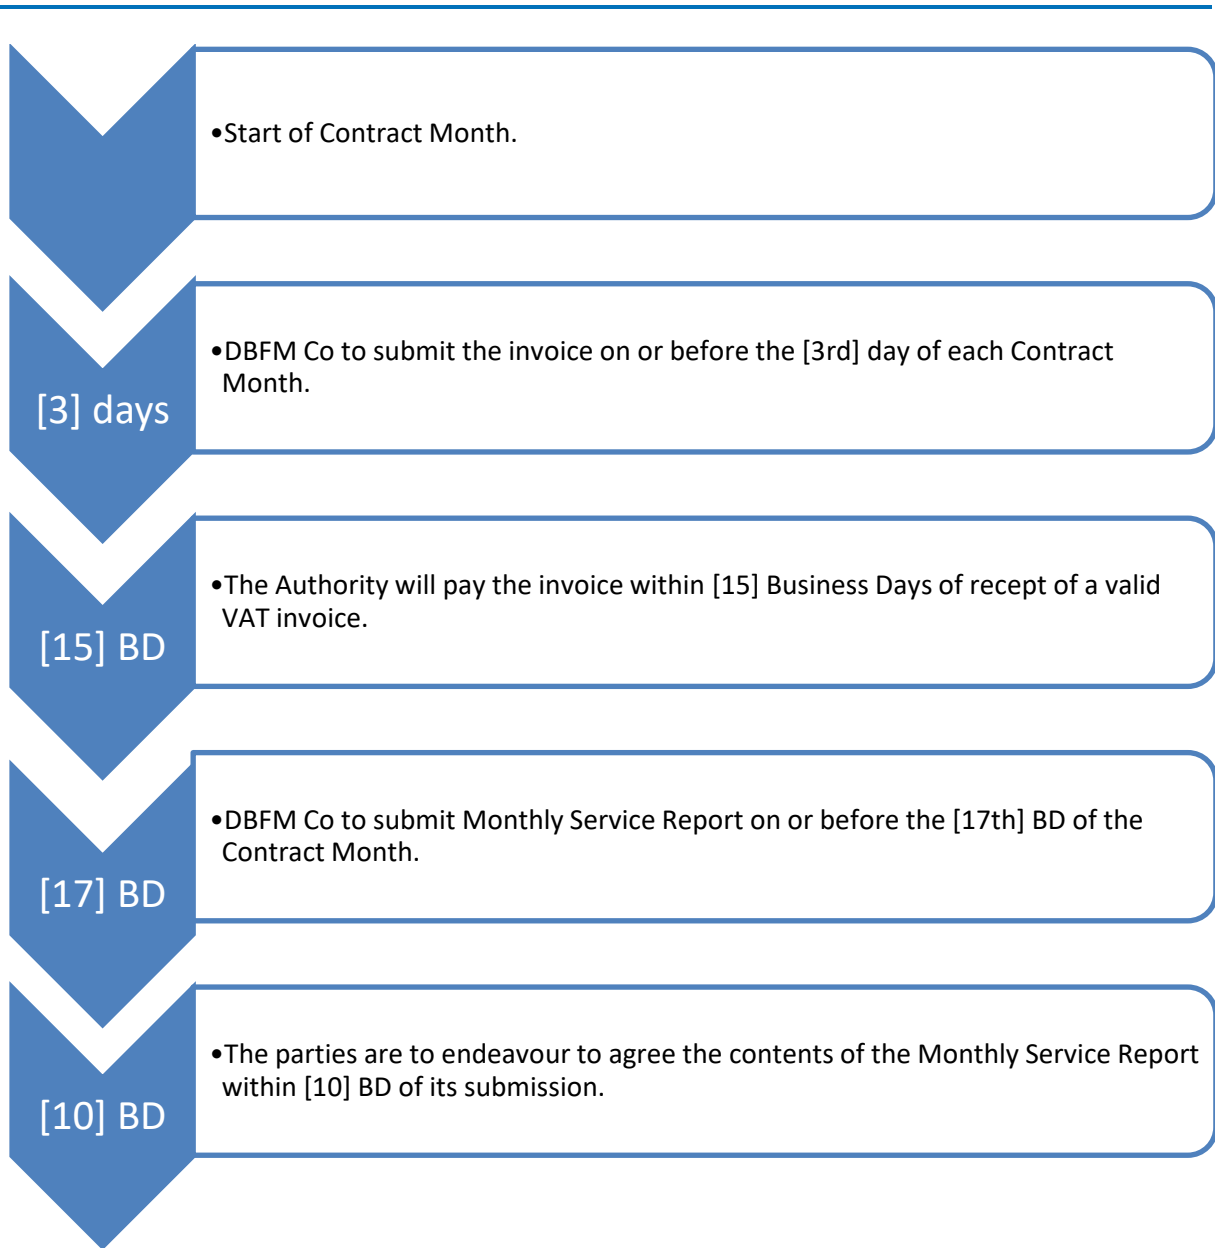 •Start of Contract Month.
[3] days
•DBFM Co to submit the invoice on or before the [3rd] day of each Contract
Month.
[15] BD
•The Authority will pay the invoice within [15] Business Days of recept of a valid
VAT invoice.
[17] BD
•DBFM Co to submit Monthly Service Report on or before the [17th] BD of the
Contract Month.
[10] BD
•The parties are to endeavour to agree the contents of the Monthly Service Report
within [10] BD of its submission.